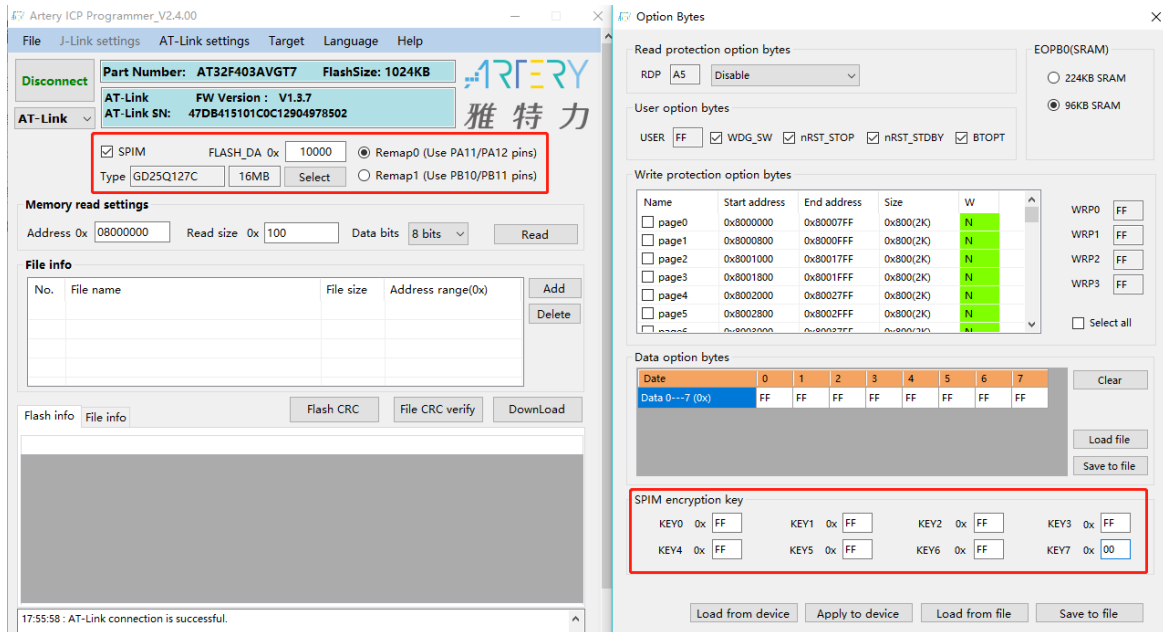 Artery ICP Programmer_V2.4.00
File J-Link settings AT-Link settings Target Language Help
Disconnect
Part Number: AT32F403AVGT7 FlashSize: 1024KB
AT-Link FW Version : V1.3.7
AT-Link SN: 47DB415101C0C12904978502
AT-Link
ARTERY
雅特力
SPIM FLASH_DA 0x 10000 Remap0 (Use PA11/PA12 pins)
Type GD25Q127C 16MB Select Remap1 (Use PB10/PB11 pins)
Memory read settings
Address 0x 08000000 Read size 0x 100 Data bits 8 bits Read
File info
No. File name File size Address range(0x)
Add
Delete
Flash info File info Flash CRC File CRC verify DownLoad
17:55:58 : AT-Link connection is successful.
Option Bytes
Read protection option bytes
RDP A5 Disable
User option bytes
USER FF WDG_SW nRST_STOP nRST_STDBY BTOPT
EOPB0(SRAM)
224KB SRAM
96KB SRAM
Write protection option bytes
Name Start address End address Size W
page0 0x8000000 0x80007FF 0x800(2K) N
page1 0x8000800 0x8000FFF 0x800(2K) N
page2 0x8001000 0x80017FF 0x800(2K) N
page3 0x8001800 0x8001FFF 0x800(2K) N
page4 0x8002000 0x80027FF 0x800(2K) N
page5 0x8002800 0x8002FFF 0x800(2K) N
page6 0x8003000 0x80037FF 0x800(2K) N
WRP0 FF
WRP1 FF
WRP2 FF
WRP3 FF
Select all
Data option bytes
Date 0 1 2 3 4 5 6 7
Data 0---7 (0x) FF FF FF FF FF FF FF FF
Clear
Load file
Save to file
SPIM encryption key
KEY0 0x FF KEY1 0x FF KEY2 0x FF KEY3 0x FF
KEY4 0x FF KEY5 0x FF KEY6 0x FF KEY7 0x 00
Load from device Apply to device Load from file Save to file